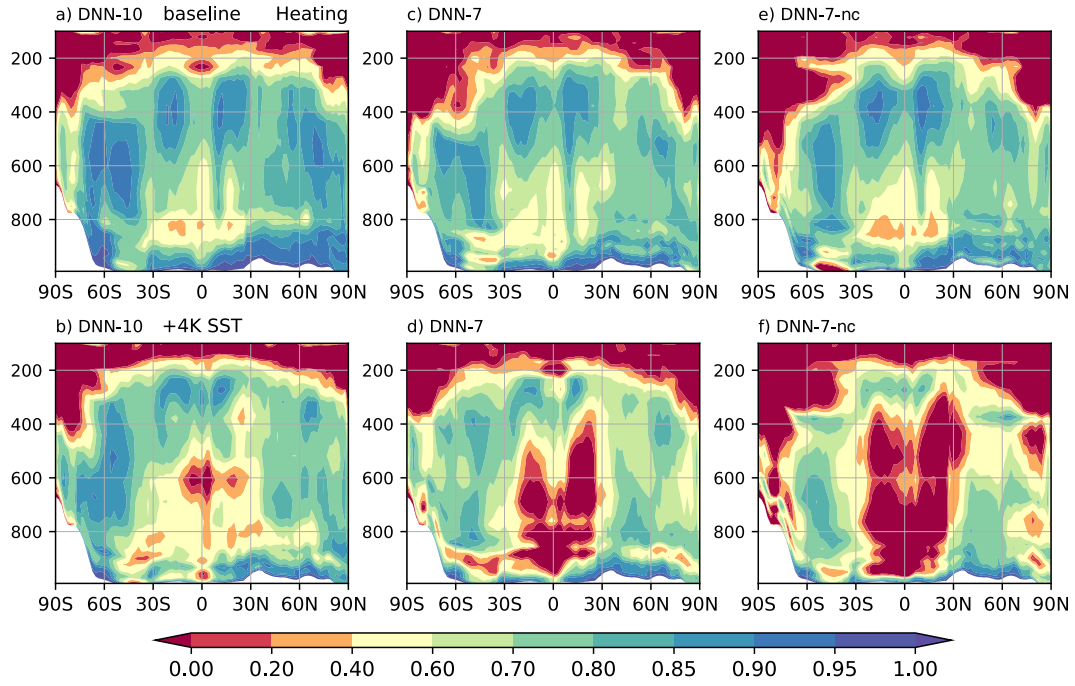 a) DNN-10 baseline Heating
c) DNN-7
e) DNN-7-nc
200
400
600
800
90S 60S 30S 0 30N 60N 90N
200
400
600
800
90S 60S 30S 0 30N 60N 90N
200
400
600
800
90S 60S 30S 0 30N 60N 90N
b) DNN-10 +4K SST
d) DNN-7
f) DNN-7-nc
200
400
600
800
90S 60S 30S 0 30N 60N 90N
200
400
600
800
90S 60S 30S 0 30N 60N 90N
200
400
600
800
90S 60S 30S 0 30N 60N 90N
0.00 0.20 0.40 0.60 0.70 0.80 0.85 0.90 0.95 1.00